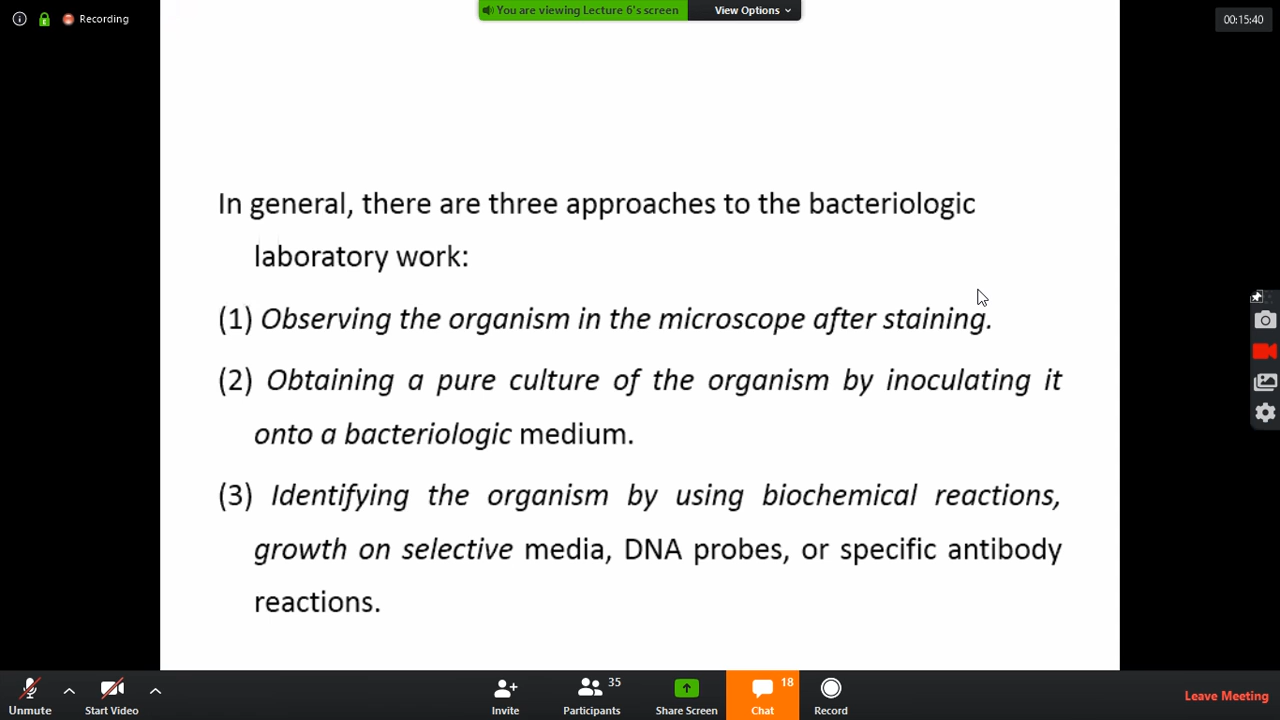 You are viewing Lecture 6's screen View Options
Recording
00:15:40
In general, there are three approaches to the bacteriologic
laboratory work:
(1) Observing the organism in the microscope after staining.
(2) Obtaining a pure culture of the organism by inoculating it
onto a bacteriologic medium.
(3) Identifying the organism by using biochemical reactions,
growth on selective media, DNA probes, or specific antibody
reactions.
35
18
Unmute Start Video Invite Participants Share Screen Chat Record
Leave Meeting